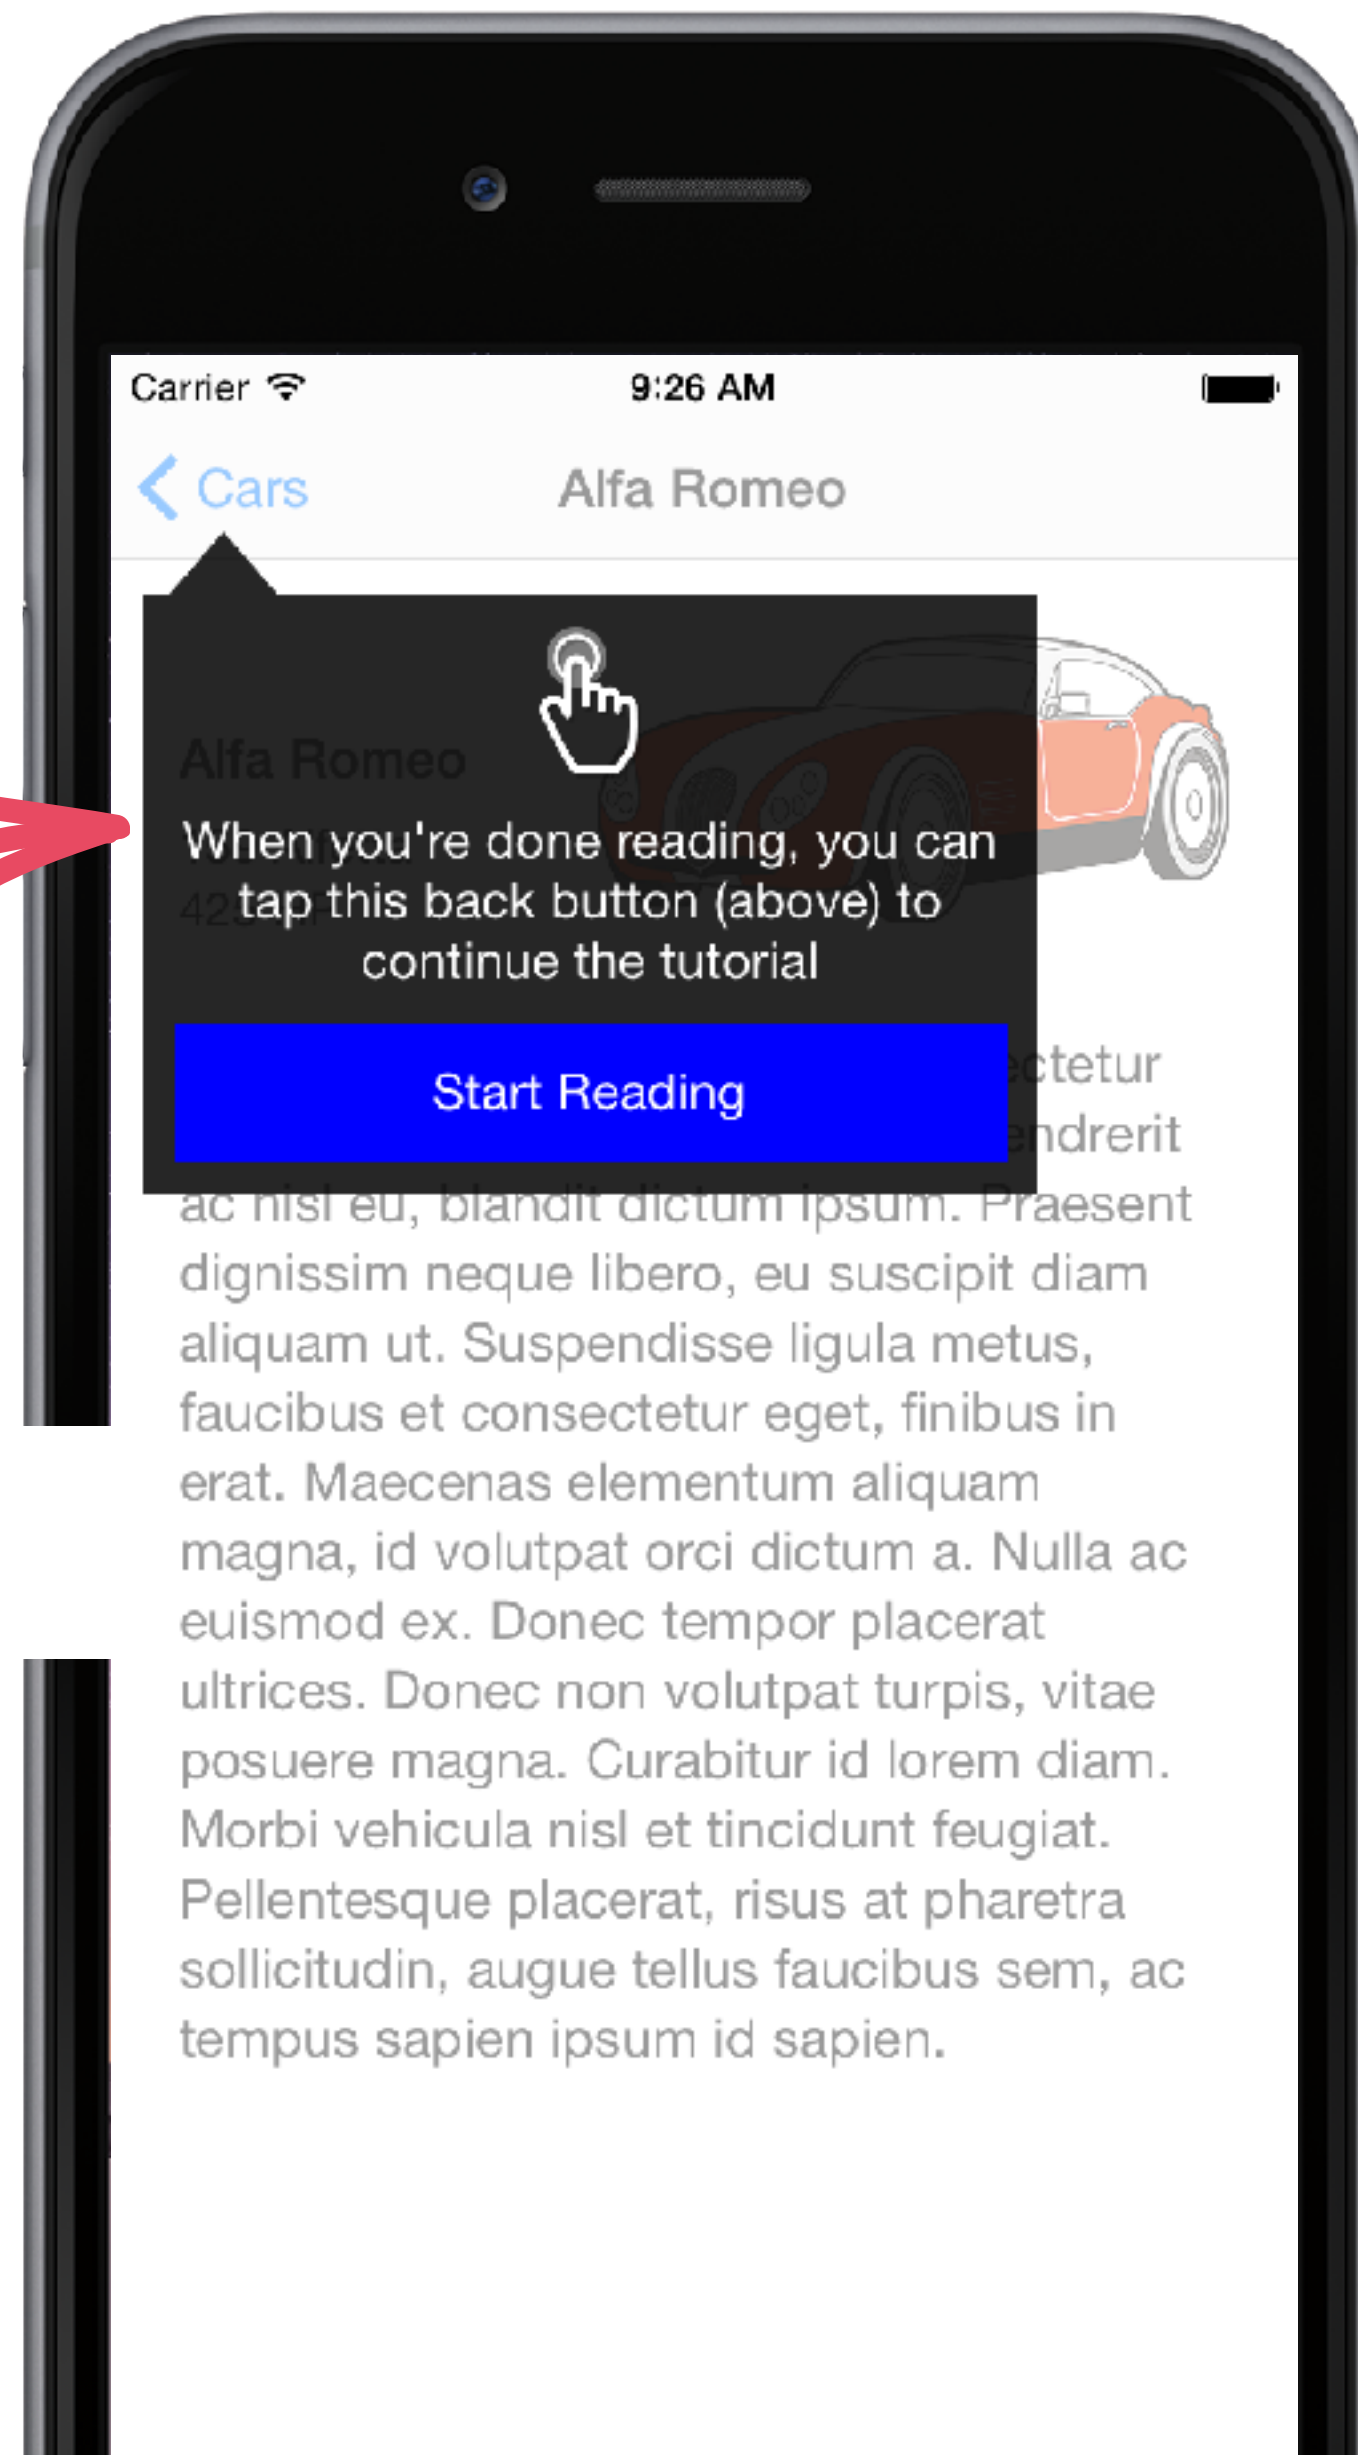 Carrier
9:26 AM
Cars
Alfa Romeo
Alfa Romeo
When you're done reading, you can
tap this back button (above) to
continue the tutorial
Start Reading
ac nisl eu, blandit dictum ipsum. Praesent
dignissim neque libero, eu suscipit diam
aliquam ut. Suspendisse ligula metus,
faucibus et consectetur eget, finibus in
erat. Maecenas elementum aliquam
magna, id volutpat orci dictum a. Nulla ac
euismod ex. Donec tempor placerat
ultrices. Donec non volutpat turpis, vitae
posuere magna. Curabitur id lorem diam.
Morbi vehicula nisl et tincidunt feugiat.
Pellentesque placerat, risus at pharetra
sollicitudin, augue tellus faucibus sem, ac
tempus sapien ipsum id sapien.